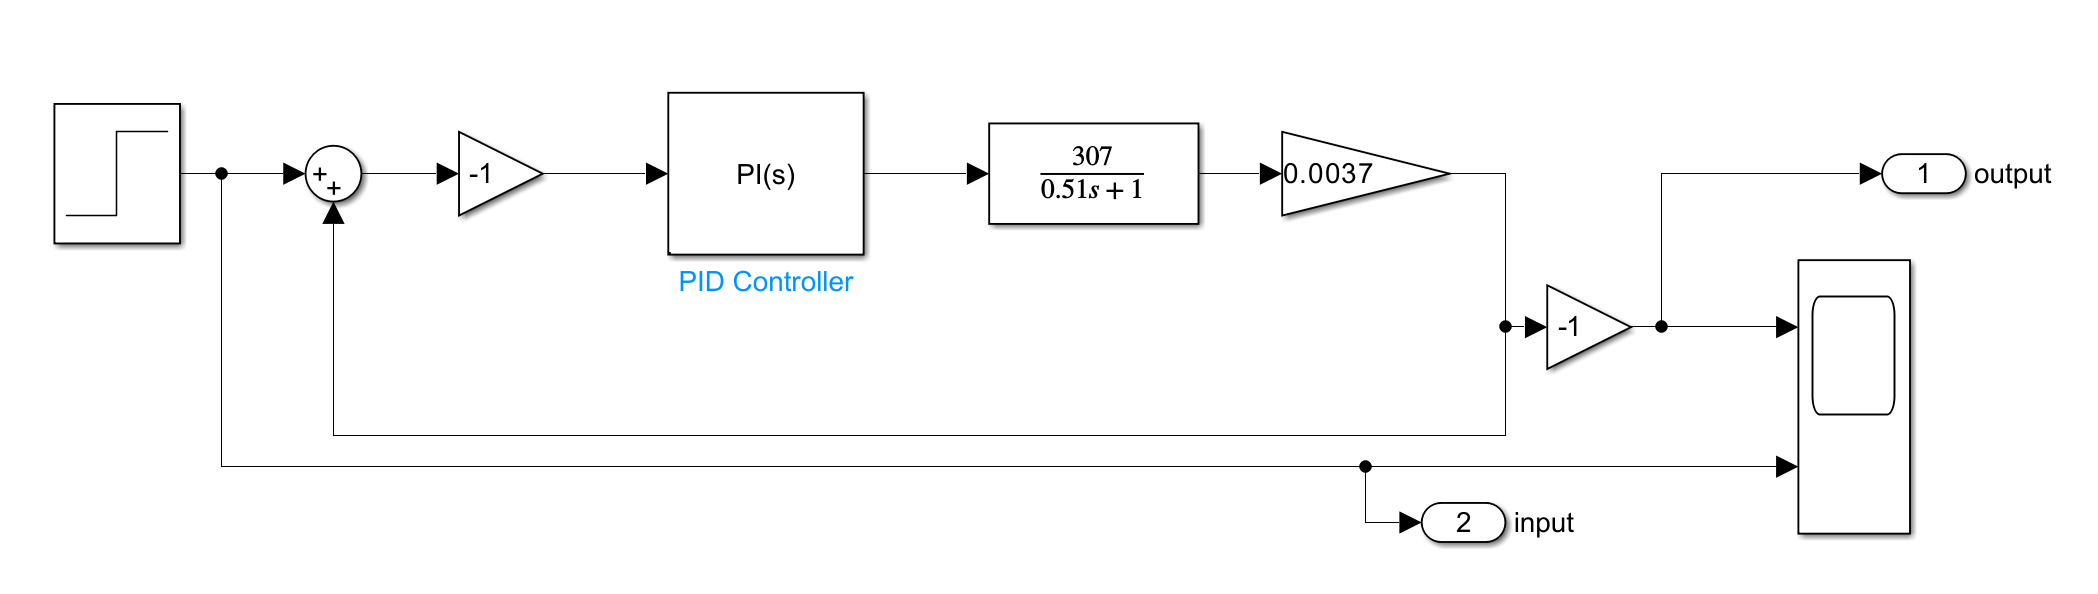 +
+
-1
PI(s)
PID Controller
307
0.51s + 1
0.0037
-1
1
output
2
input